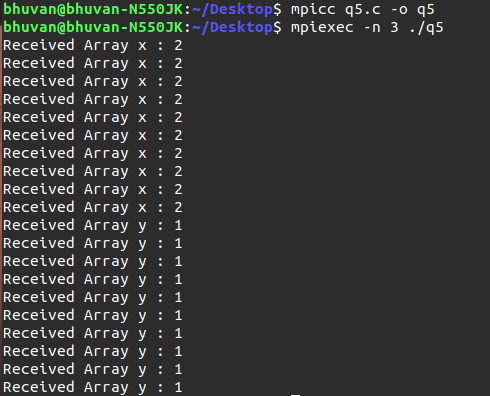 bhuvan@bhuvan-N550JK:~/Desktop$ mpicc q5.c -o q5
bhuvan@bhuvan-N550JK:~/Desktop$ mpiexec -n 3 ./q5
Received Array x : 2
Received Array x : 2
Received Array x : 2
Received Array x : 2
Received Array x : 2
Received Array x : 2
Received Array x : 2
Received Array x : 2
Received Array x : 2
Received Array x : 2
Received Array y : 1
Received Array y : 1
Received Array y : 1
Received Array y : 1
Received Array y : 1
Received Array y : 1
Received Array y : 1
Received Array y : 1
Received Array y : 1
Received Array y : 1